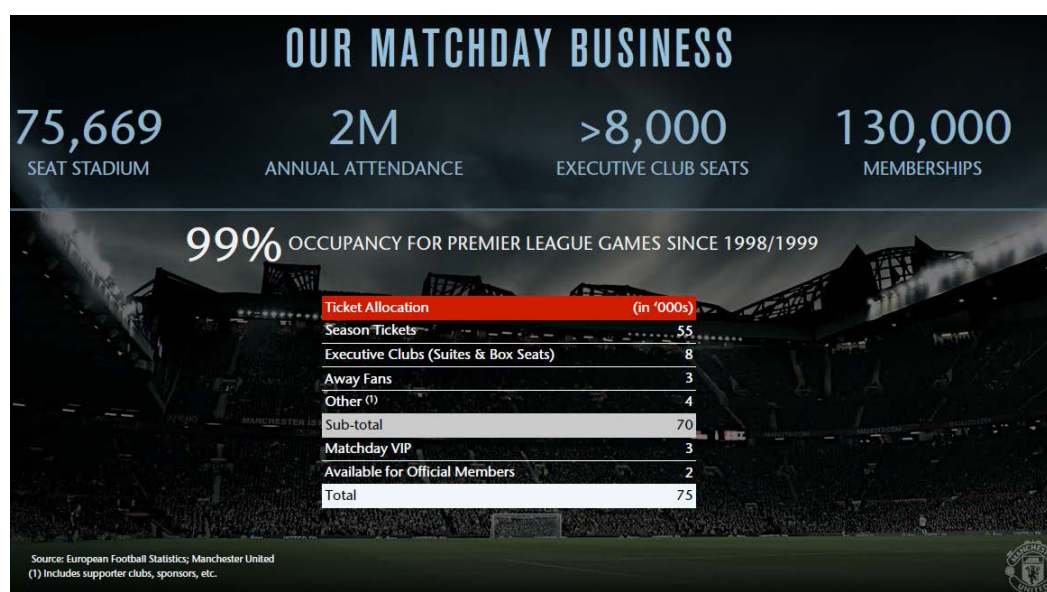 OUR MATCHDAY BUSINESS
75,669
SEAT STADIUM
2M
ANNUAL ATTENDANCE
>8,000
EXECUTIVE CLUB SEATS
130,000
MEMBERSHIPS
99% OCCUPANCY FOR PREMIER LEAGUE GAMES SINCE 1998/1999
Ticket Allocation (in ‘000s)
Season Tickets 55
Executive Clubs (Suites & Box Seats) 8
Away Fans 3
Other (1) 4
Sub-total 70
Matchday VIP 3
Available for Official Members 2
Total 75
Source: European Football Statistics; Manchester United
(1) Includes supporter clubs, sponsors, etc.
MANCHESTER
UNITED